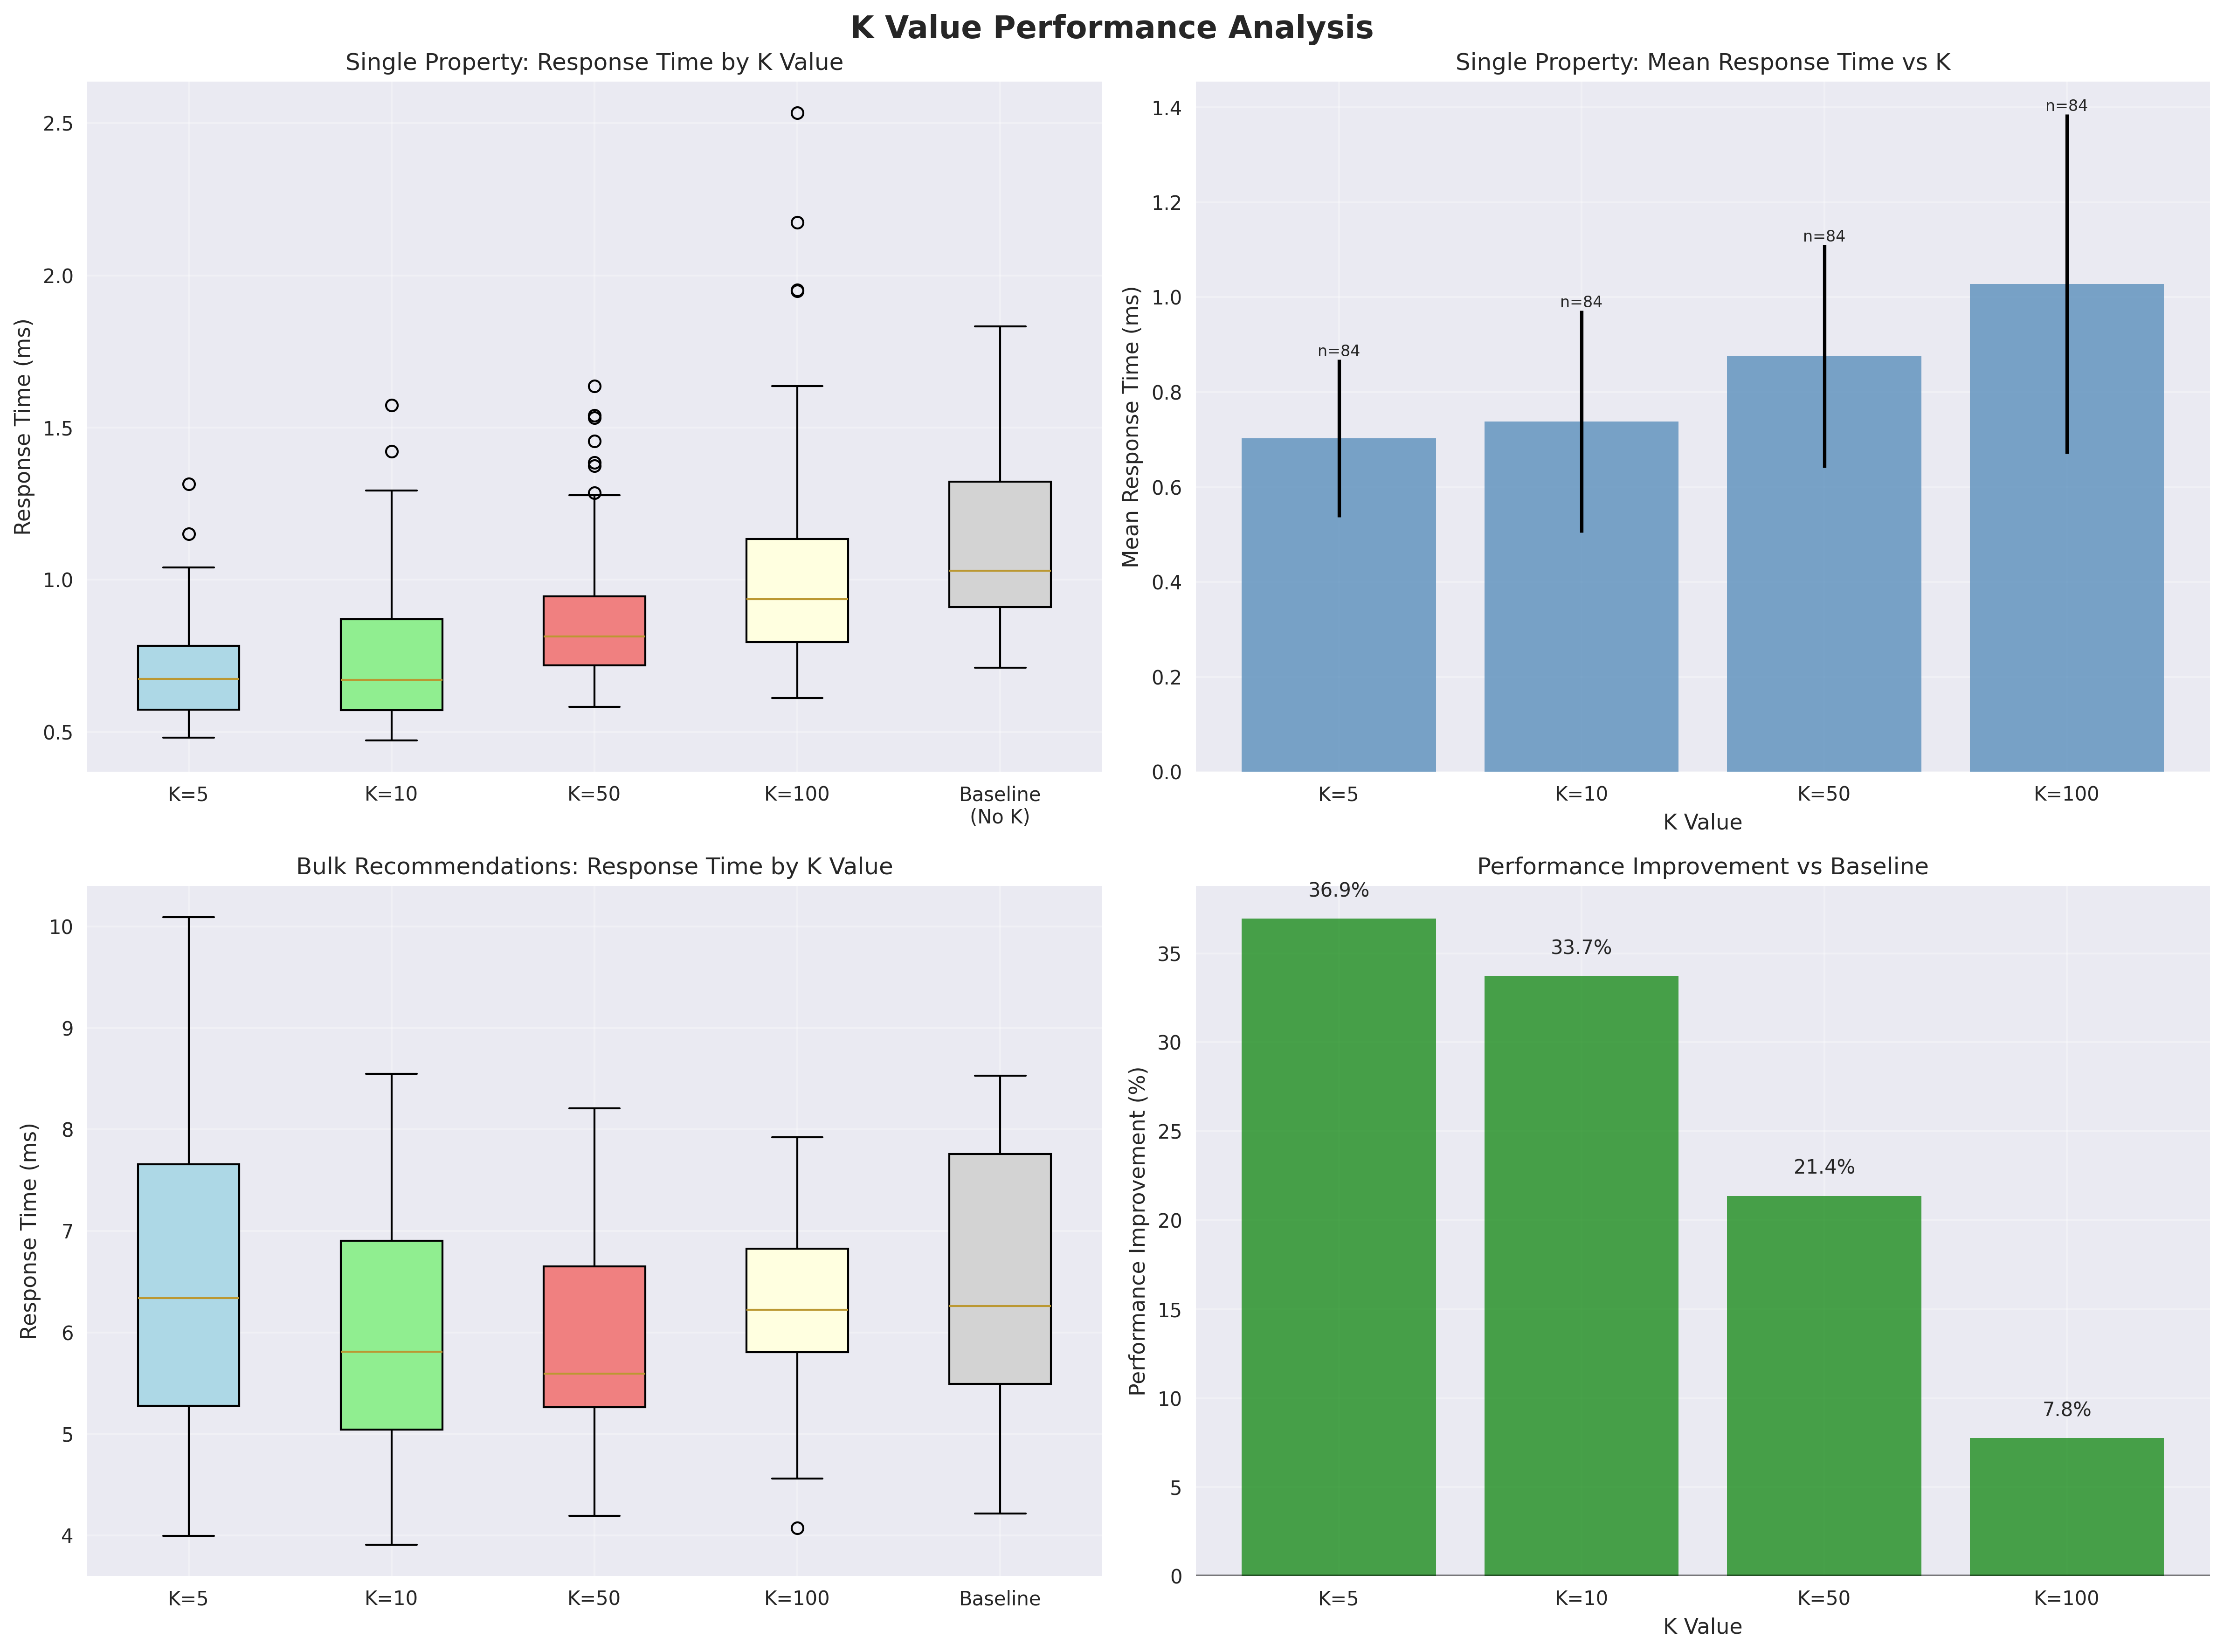 K Value Performance Analysis
Single Property: Response Time by K Value
Response Time (ms)
2.5
2.0
1.5
1.0
0.5
K=5
K=10
K=50
K=100
Baseline
(No K)
Single Property: Mean Response Time vs K
Mean Response Time (ms)
1.4
1.2
1.0
0.8
0.6
0.4
0.2
0.0
n=84
n=84
n=84
n=84
K=5
K=10
K=50
K=100
K Value
Bulk Recommendations: Response Time by K Value
Response Time (ms)
10
9
8
7
6
5
4
K=5
K=10
K=50
K=100
Baseline
Performance Improvement vs Baseline
Performance Improvement (%)
35
30
25
20
15
10
5
0
36.9%
33.7%
21.4%
7.8%
K=5
K=10
K=50
K=100
K Value